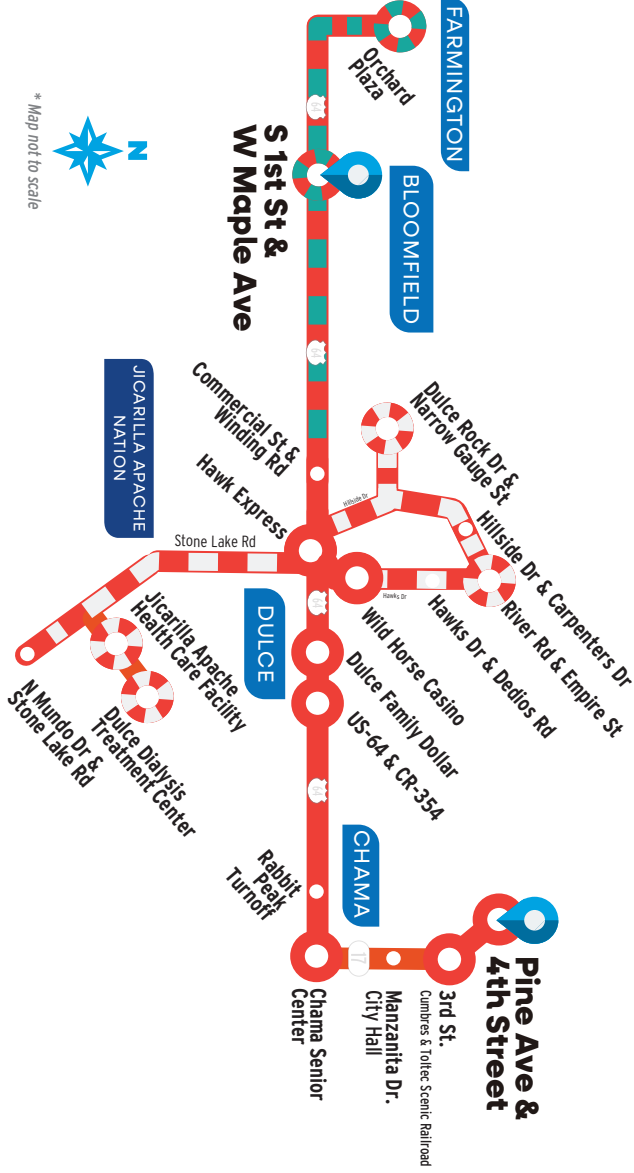 FARMINGTON
Orchard
Plaza
64
BLOOMFIELD
S 1st St &
W Maple Ave
64
Commercial St &
Winding Rd
Hawk Express
Dulce Rock Dr &
Narrow Gauge St
Hillside Dr
Hillside Dr & Carpenters Dr
River Rd & Empire St
Hawks Dr & Dedios Rd
Hawks Dr
Wild Horse Casino
JICARILLA APACHE
NATION
Stone Lake Rd
Jicarilla Apache
Health Care Facility
Dulce Dialysis
Treatment Center
N Mundo Dr &
Stone Lake Rd
DULCE
64
Dulce Family Dollar
US-64 & CR-354
64
Rabbit
Peak
Turnoff
CHAMA
Chama Senior
Center
17
Manzanita Dr.
City Hall
3rd St.
Cumbres & Toltec Scenic Railroad
Pine Ave &
4th Street
N
* Map not to scale